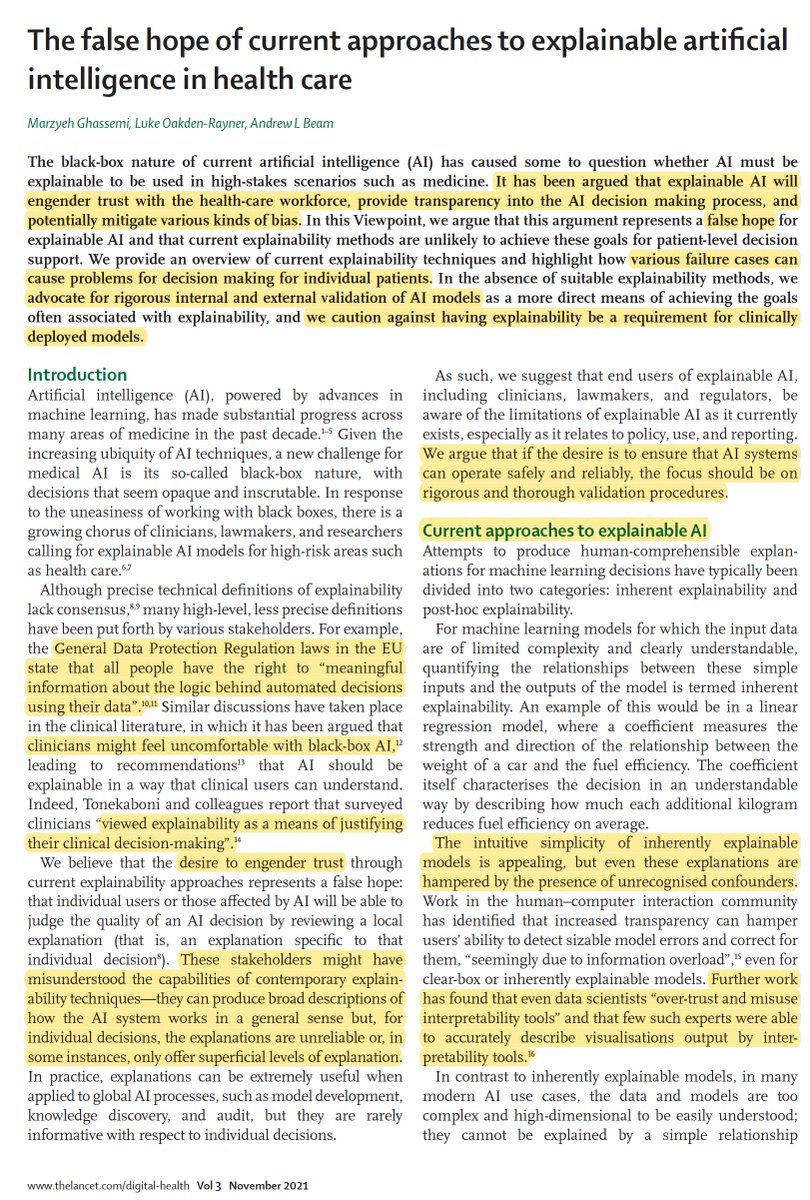 The false hope of current approaches to explainable artificial
intelligence in health care
Marzyeh Ghassemi, Luke Oakden-Rayner, Andrew L Beam
The black-box nature of current artificial intelligence (AI) has caused some to question whether AI must be
explainable to be used in high-stakes scenarios such as medicine. It has been argued that explainable AI will
engender trust with the health-care workforce, provide transparency into the AI decision making process, and
potentially mitigate various kinds of bias. In this Viewpoint, we argue that this argument represents a false hope for
explainable AI and that current explainability methods are unlikely to achieve these goals for patient-level decision
support. We provide an overview of current explainability techniques and highlight how various failure cases can
cause problems for decision making for individual patients. In the absence of suitable explainability methods, we
advocate for rigorous internal and external validation of AI models as a more direct means of achieving the goals
often associated with explainability, and we caution against having explainability be a requirement for clinically
deployed models.
Introduction
Artificial intelligence (AI), powered by advances in
machine learning, has made substantial progress across
many areas of medicine in the past decade.1–5 Given the
increasing ubiquity of AI techniques, a new challenge for
medical AI is its so-called black-box nature, with
decisions that seem opaque and inscrutable. In response
to the uneasiness of working with black boxes, there is a
growing chorus of clinicians, lawmakers, and researchers
calling for explainable AI models for high-risk areas such
as health care.6,7
Although precise technical definitions of explainability
lack consensus,8,9 many high-level, less precise definitions
have been put forth by various stakeholders. For example,
the General Data Protection Regulation laws in the EU
state that all people have the right to “meaningful
information about the logic behind automated decisions
using their data”.10,11 Similar discussions have taken place
in the clinical literature, in which it has been argued that
clinicians might feel uncomfortable with black-box AI,12
leading to recommendations13 that AI should be
explainable in a way that clinical users can understand.
Indeed, Tonekaboni and colleagues report that surveyed
clinicians “viewed explainability as a means of justifying
their clinical decision-making”.14
We believe that the desire to engender trust through
current explainability approaches represents a false hope:
that individual users or those affected by AI will be able to
judge the quality of an AI decision by reviewing a local
explanation (that is, an explanation specific to that
individual decision8). These stakeholders might have
misunderstood the capabilities of contemporary explain-
ability techniques—they can produce broad descriptions of
how the AI system works in a general sense but, for
individual decisions, the explanations are unreliable or, in
some instances, only offer superficial levels of explanation.
In practice, explanations can be extremely useful when
applied to global AI processes, such as model development,
knowledge discovery, and audit, but they are rarely
informative with respect to individual decisions.
As such, we suggest that end users of explainable AI,
including clinicians, lawmakers, and regulators, be
aware of the limitations of explainable AI as it currently
exists, especially as it relates to policy, use, and reporting.
We argue that if the desire is to ensure that AI systems
can operate safely and reliably, the focus should be on
rigorous and thorough validation procedures.
Current approaches to explainable AI
Attempts to produce human-comprehensible explan-
ations for machine learning decisions have typically been
divided into two categories: inherent explainability and
post-hoc explainability.
For machine learning models for which the input data
are of limited complexity and clearly understandable,
quantifying the relationships between these simple
inputs and the outputs of the model is termed inherent
explainability. An example of this would be in a linear
regression model, where a coefficient measures the
strength and direction of the relationship between the
weight of a car and the fuel efficiency. The coefficient
itself characterises the decision in an understandable
way by describing how much each additional kilogram
reduces fuel efficiency on average.
The intuitive simplicity of inherently explainable
models is appealing, but even these explanations are
hampered by the presence of unrecognised confounders.
Work in the human–computer interaction community
has identified that increased transparency can hamper
users’ ability to detect sizable model errors and correct for
them, “seemingly due to information overload”,15 even for
clear-box or inherently explainable models. Further work
has found that even data scientists “over-trust and misuse
interpretability tools” and that few such experts were able
to accurately describe visualisations output by inter-
pretability tools.16
In contrast to inherently explainable models, in many
modern AI use cases, the data and models are too
complex and high-dimensional to be easily understood;
they cannot be explained by a simple relationship
www.thelancet.com/digital-health Vol 3 November 2021